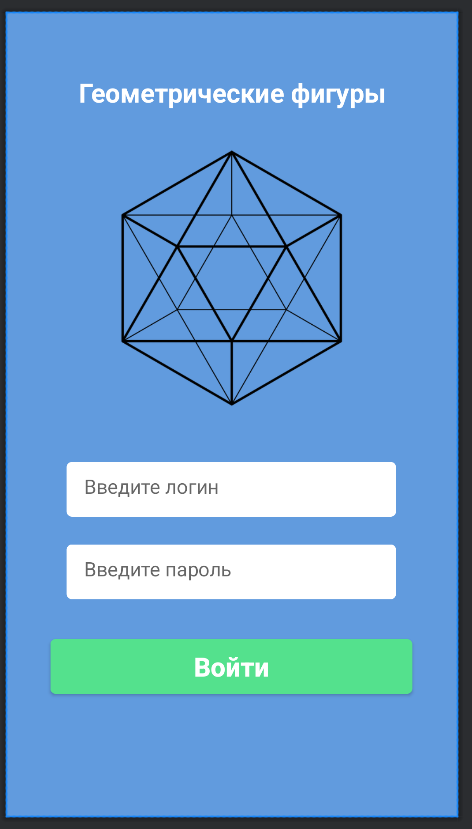 Геометрические фигуры
Введите логин
Введите пароль
Войти